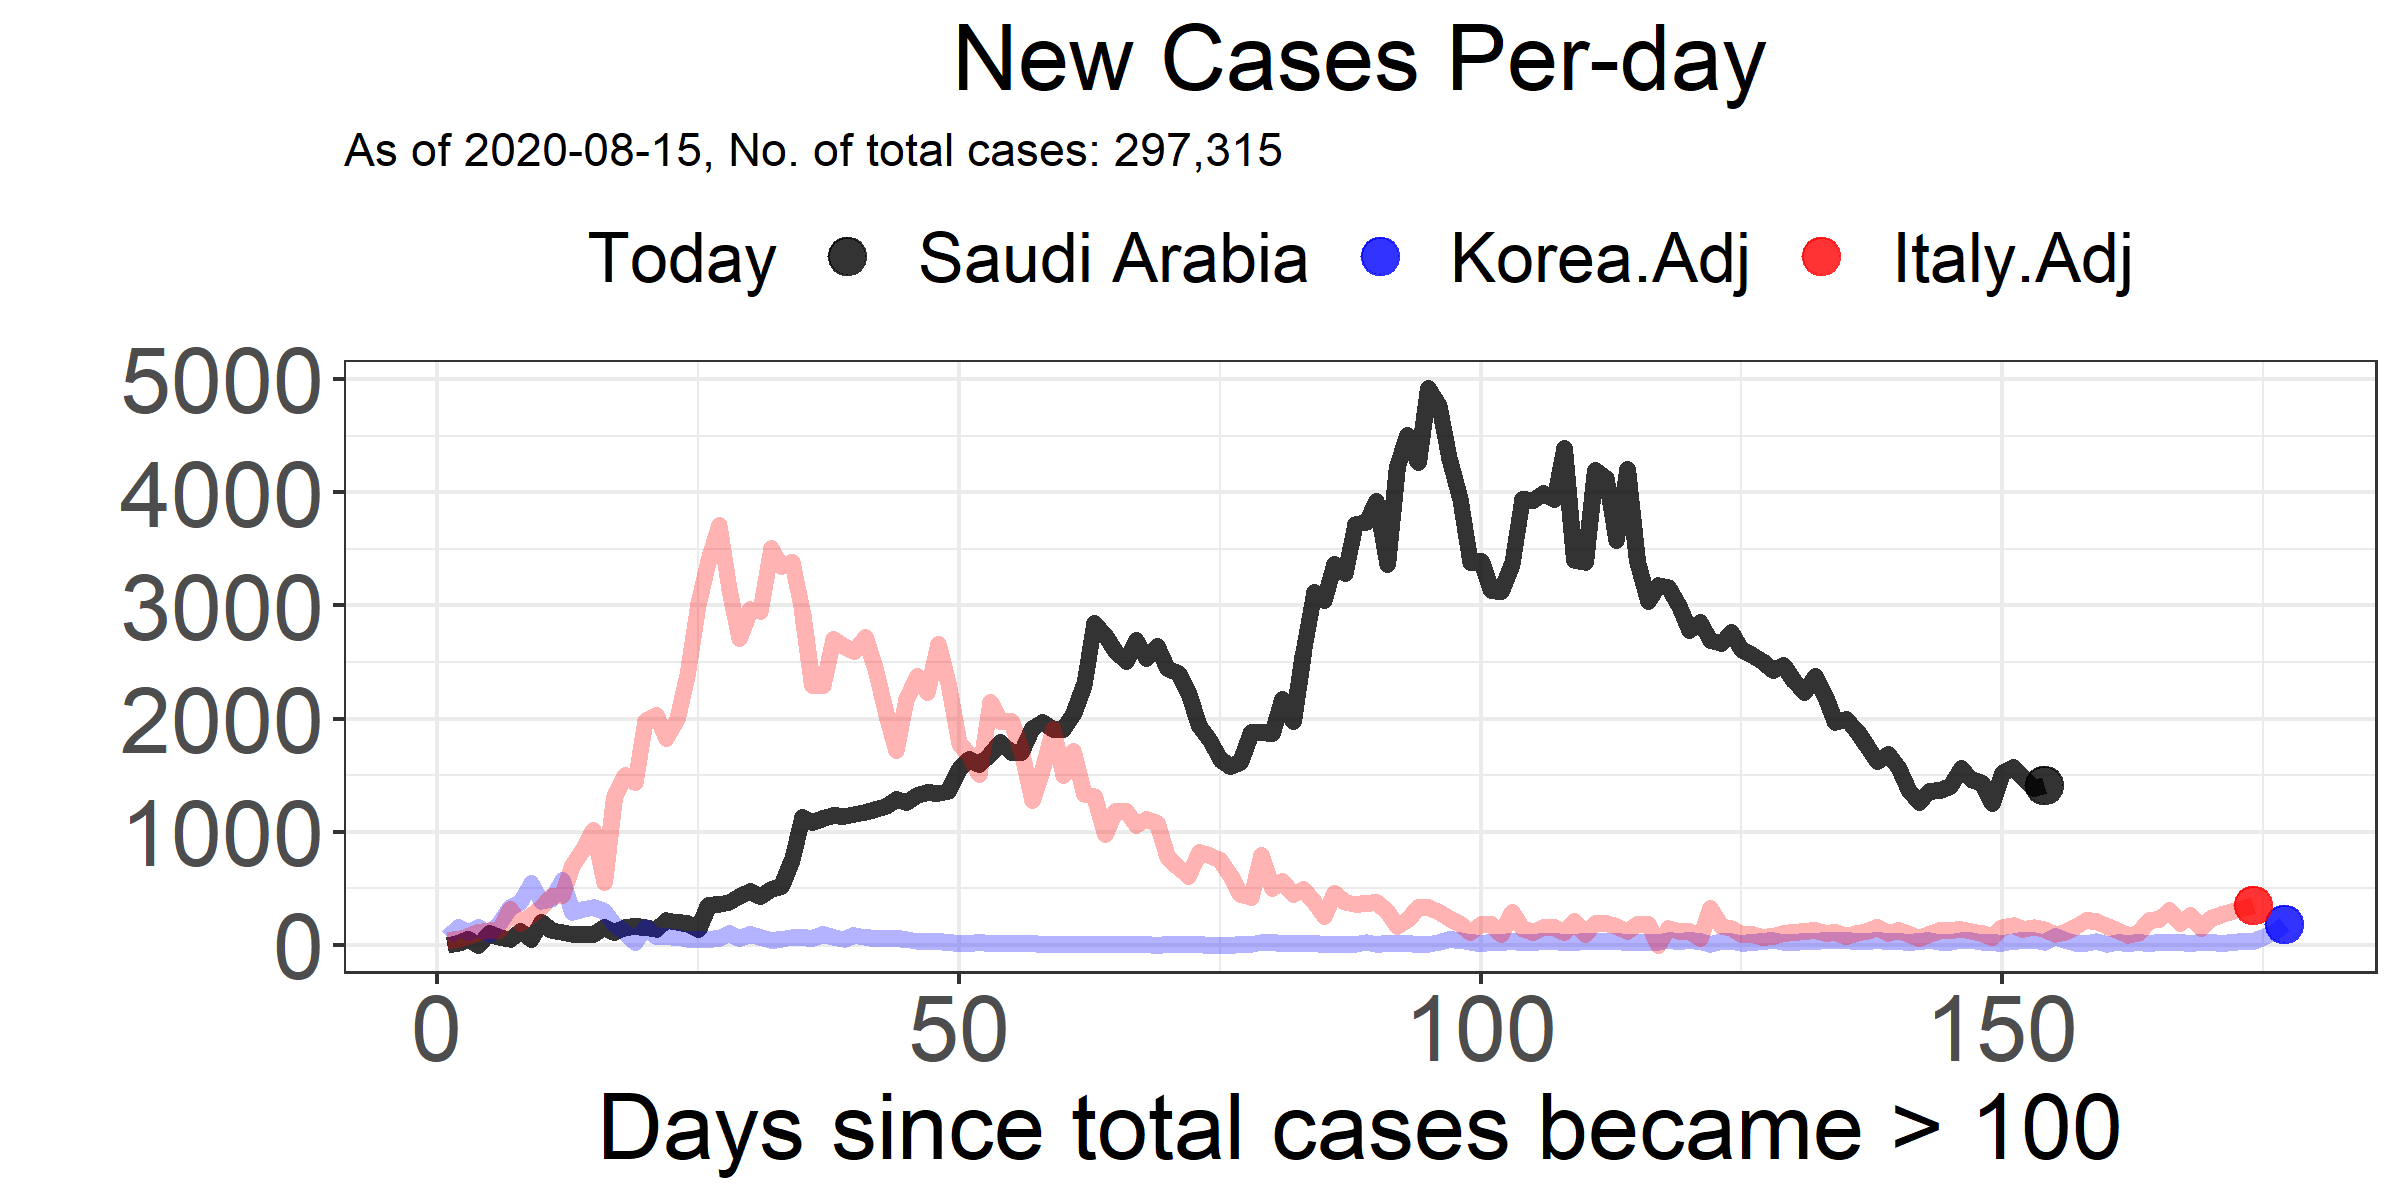 New Cases Per-day
As of 2020-08-15, No. of total cases: 297,315
Today Saudi Arabia Korea.Adj Italy.Adj
5000
4000
3000
2000
1000
0
0 50 100 150
Days since total cases became > 100